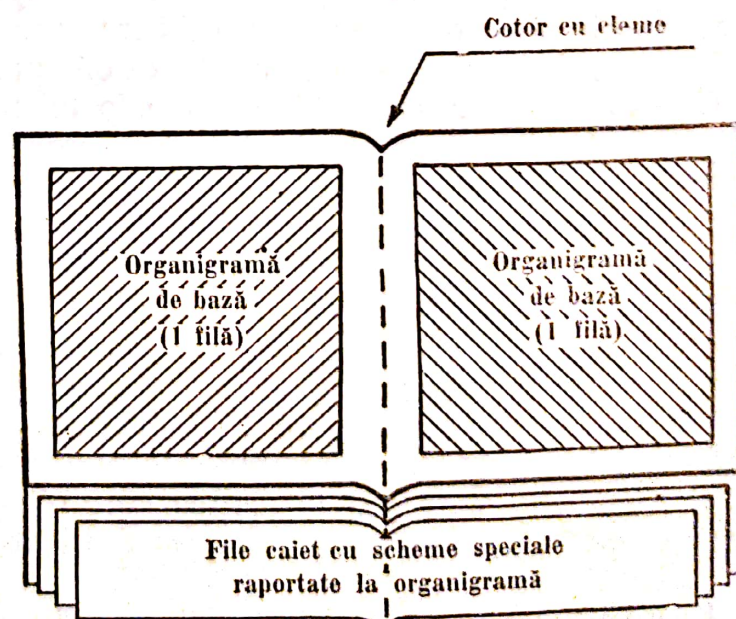 Cotor cu cleme
Organigramă
de bază
(1 filă)
Organigramă
de bază
(1 filă)
File caiet cu scheme speciale
raportate la organigramă